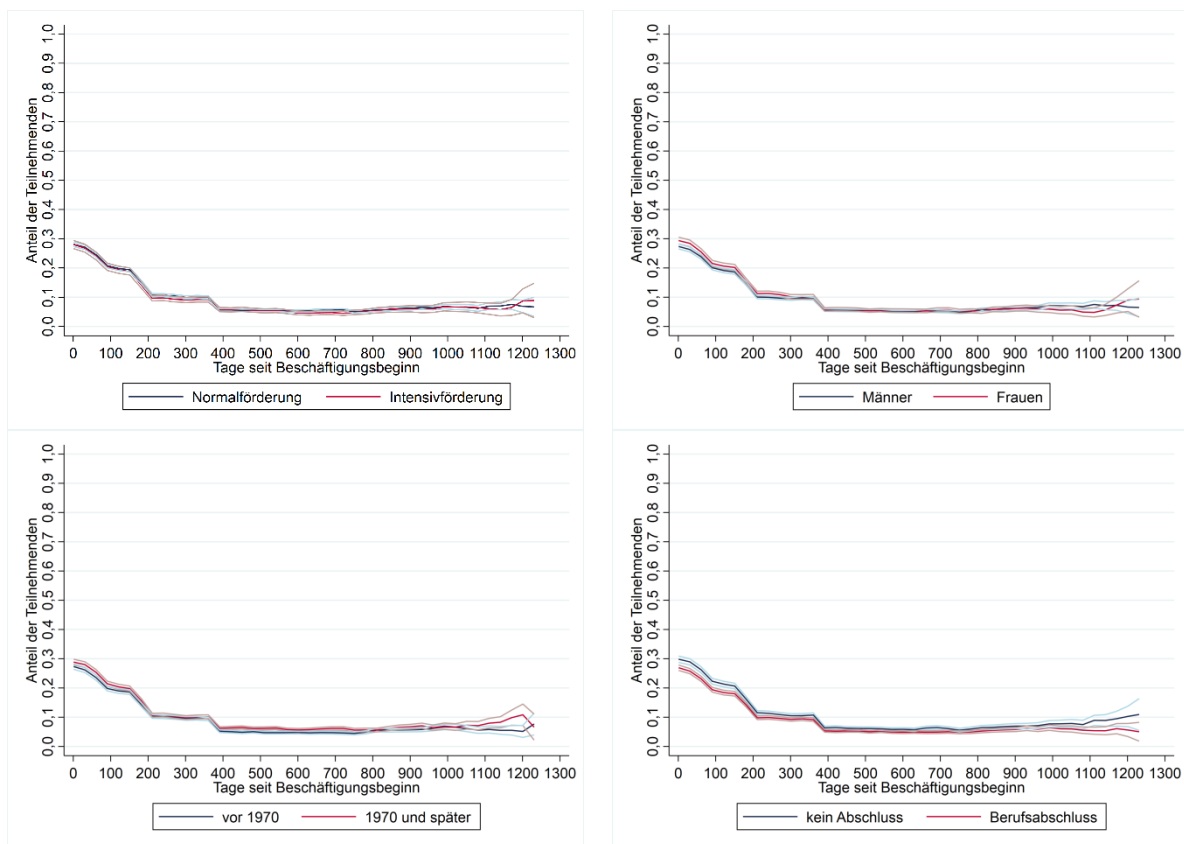 Anteil der Teilnehmenden
1,0
0,9
0,8
0,7
0,6
0,5
0,4
0,3
0,2
0,1
0,0
0 100 200 300 400 500 600 700 800 900 1000 1100 1200 1300
Tage seit Beschäftigungsbeginn
Normalförderung Intensivförderung
Anteil der Teilnehmenden
1,0
0,9
0,8
0,7
0,6
0,5
0,4
0,3
0,2
0,1
0,0
0 100 200 300 400 500 600 700 800 900 1000 1100 1200 1300
Tage seit Beschäftigungsbeginn
Männer Frauen
Anteil der Teilnehmenden
1,0
0,9
0,8
0,7
0,6
0,5
0,4
0,3
0,2
0,1
0,0
0 100 200 300 400 500 600 700 800 900 1000 1100 1200 1300
Tage seit Beschäftigungsbeginn
vor 1970 1970 und später
Anteil der Teilnehmenden
1,0
0,9
0,8
0,7
0,6
0,5
0,4
0,3
0,2
0,1
0,0
0 100 200 300 400 500 600 700 800 900 1000 1100 1200 1300
Tage seit Beschäftigungsbeginn
kein Abschluss Berufsabschluss